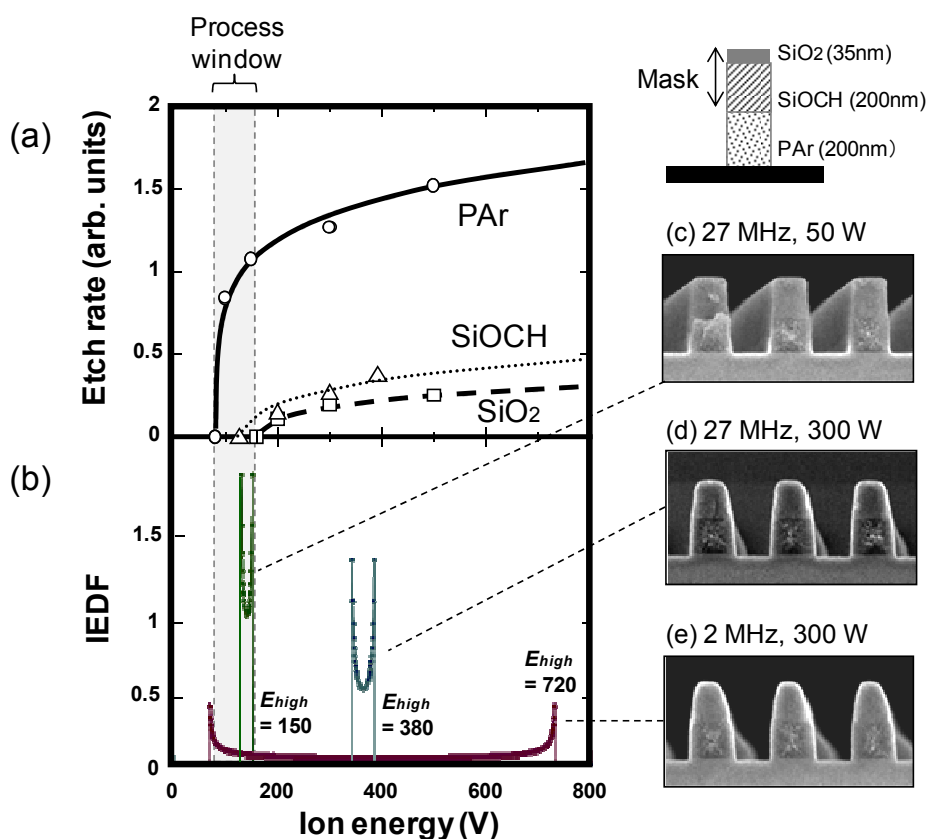 Process
window
(a)
Etch rate (arb. units)
2
1.5
1
0.5
0
PAr
SiOCH
SiO2
(b)
IEDF
1.5
1
0.5
0
Ehigh
= 150
Ehigh
= 380
Ehigh
= 720
0
200
400
600
800
Ion energy (V)
Mask
SiO2 (35nm)
SiOCH (200nm)
PAr (200nm）
(c) 27 MHz, 50 W
(d) 27 MHz, 300 W
(e) 2 MHz, 300 W